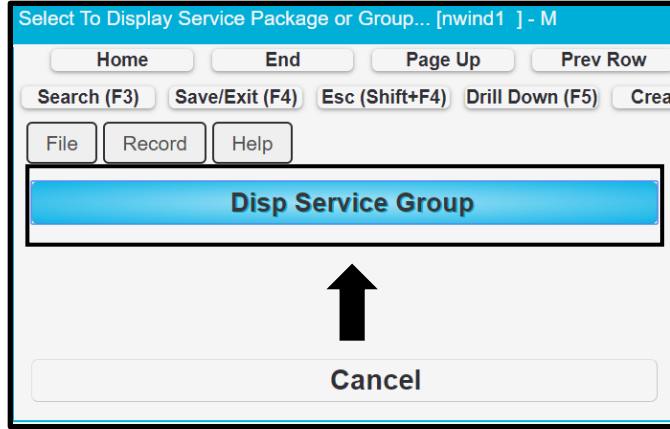 Select To Display Service Package or Group... [nwind1 ] - M
Home End Page Up Prev Row
Search (F3) Save/Exit (F4) Esc (Shift+F4) Drill Down (F5) Crea
File Record Help
Disp Service Group
Cancel